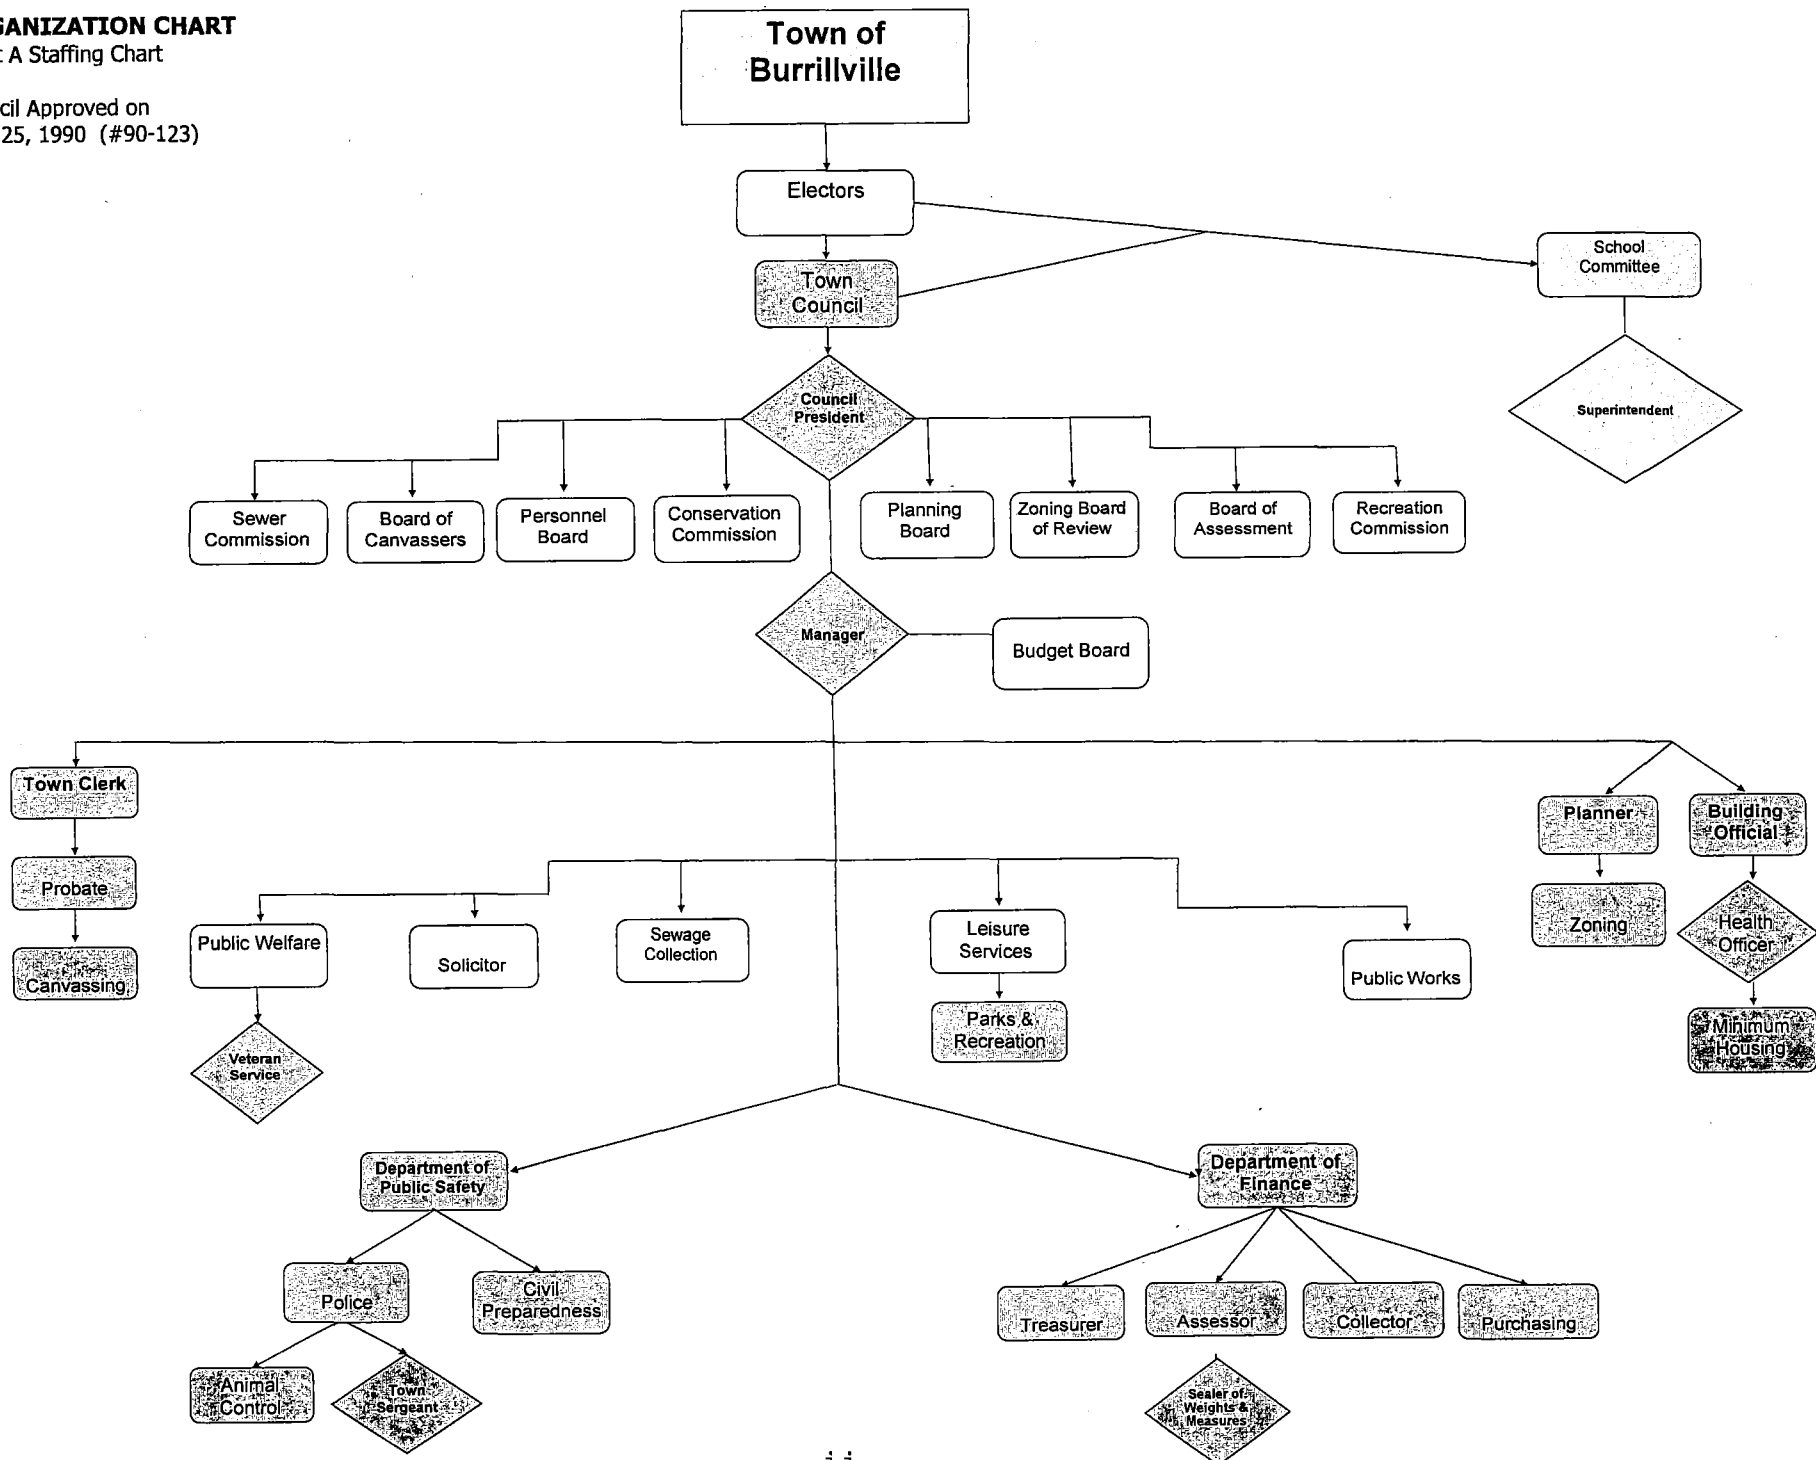 GANIZATION CHART
t A Staffing Chart
cil Approved on
25, 1990 (#90-123)
Town of
Burrillville
Electors
Town
Council
School
Committee
Council
President
Superintendent
Sewer
Commission
Board of
Canvassers
Personnel
Board
Conservation
Commission
Planning
Board
Zoning Board
of Review
Board of
Assessment
Recreation
Commission
Manager
Budget Board
Town Clerk
Planner
Building
Official
Probate
Zoning
Health
Officer
Canvassing
Public Welfare
Solicitor
Sewage
Collection
Leisure
Services
Public Works
Parks &
Recreation
Minimum
Housing
Veteran
Service
Department of
Public Safety
Department of
Finance
Police
Civil
Preparedness
Treasurer
Assessor
Collector
Purchasing
Animal
Control
Town
Sergeant
Sealer of
Weights &
Measures
ii